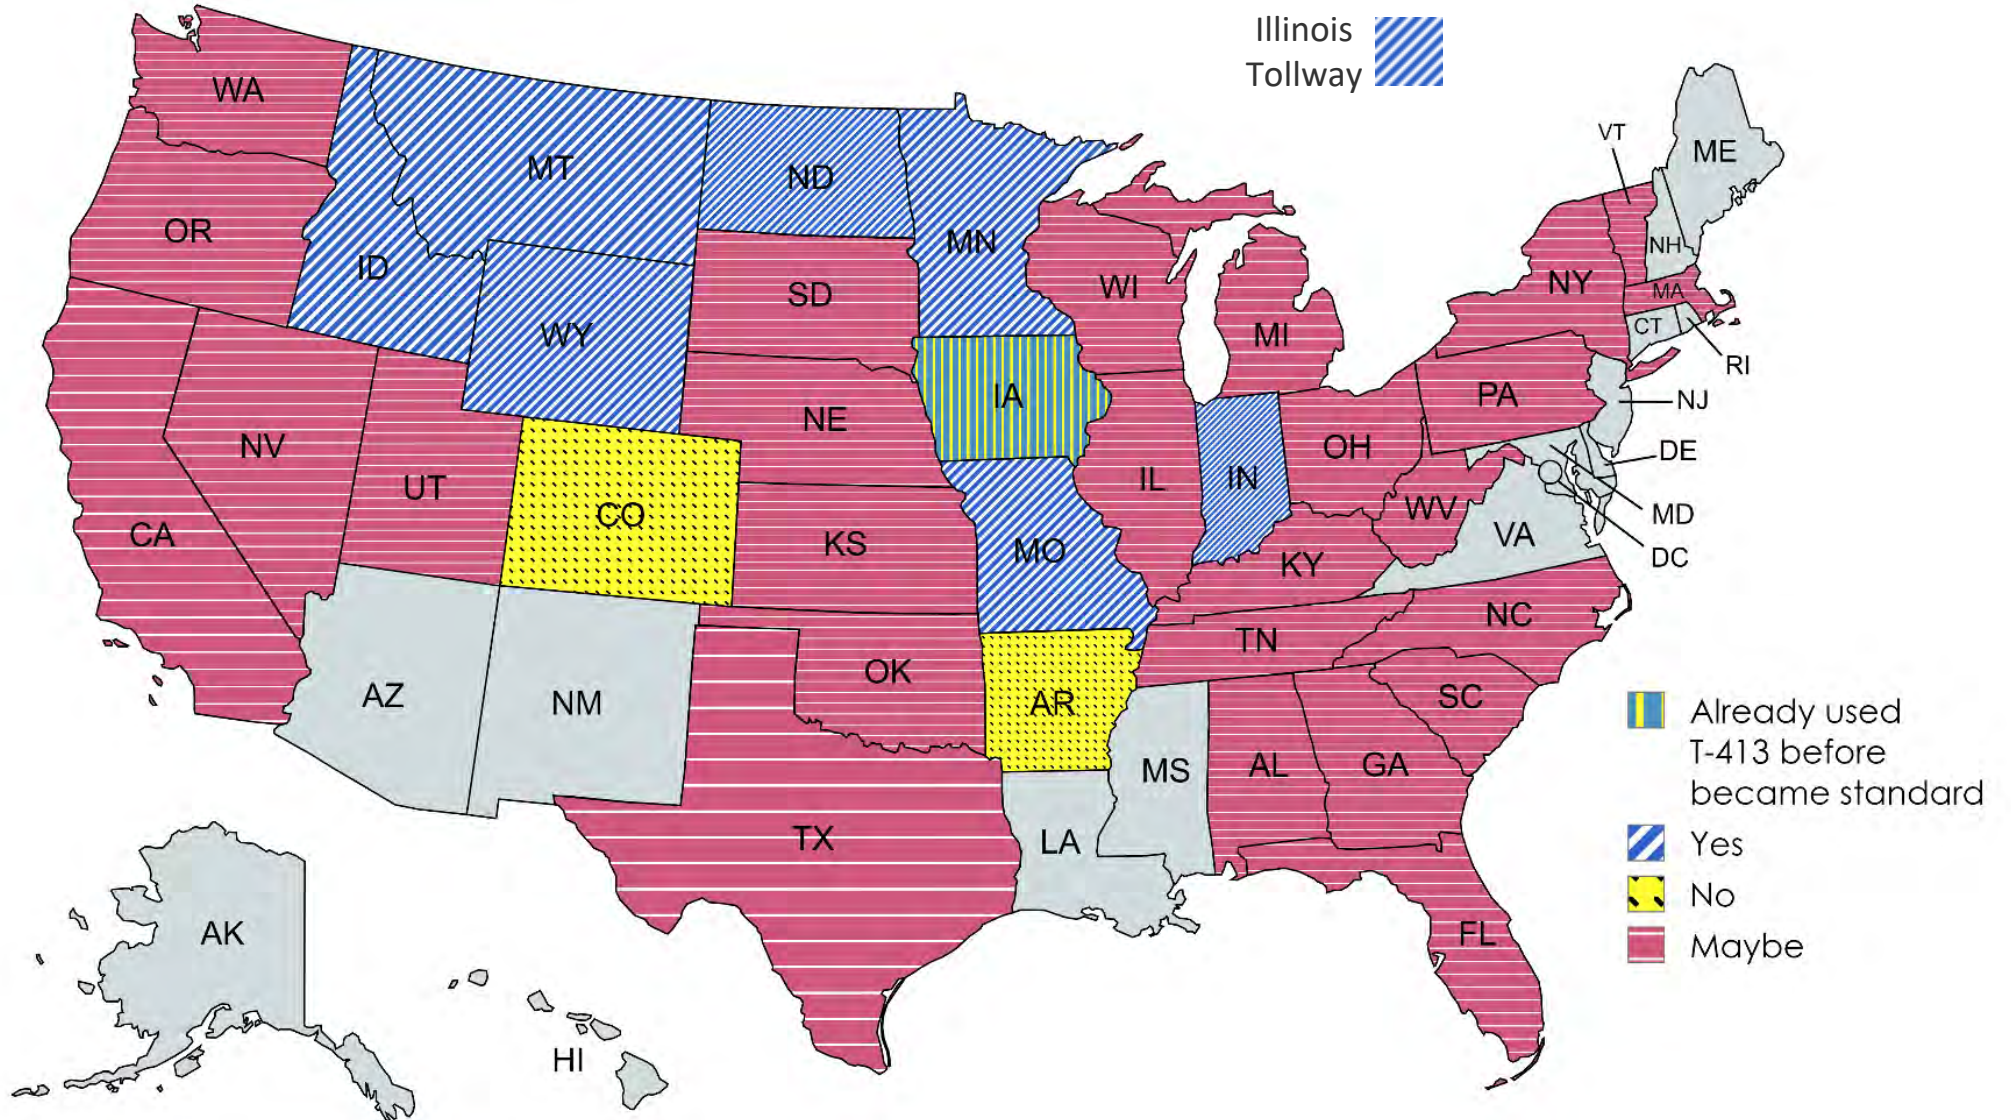 Illinois
Tollway
WA
MT
ND
MN
OR
ID
WY
SD
WI
MI
VT
ME
NH
NY
MA
CT
RI
PA
NJ
DE
MD
DC
IA
NE
NV
UT
CO
IL
IN
OH
WV
VA
CA
KS
MO
KY
NC
TN
AZ
NM
OK
AR
SC
MS
AL
GA
TX
LA
FL
AK
HI
Already used
T-413 before
became standard
Yes
No
Maybe